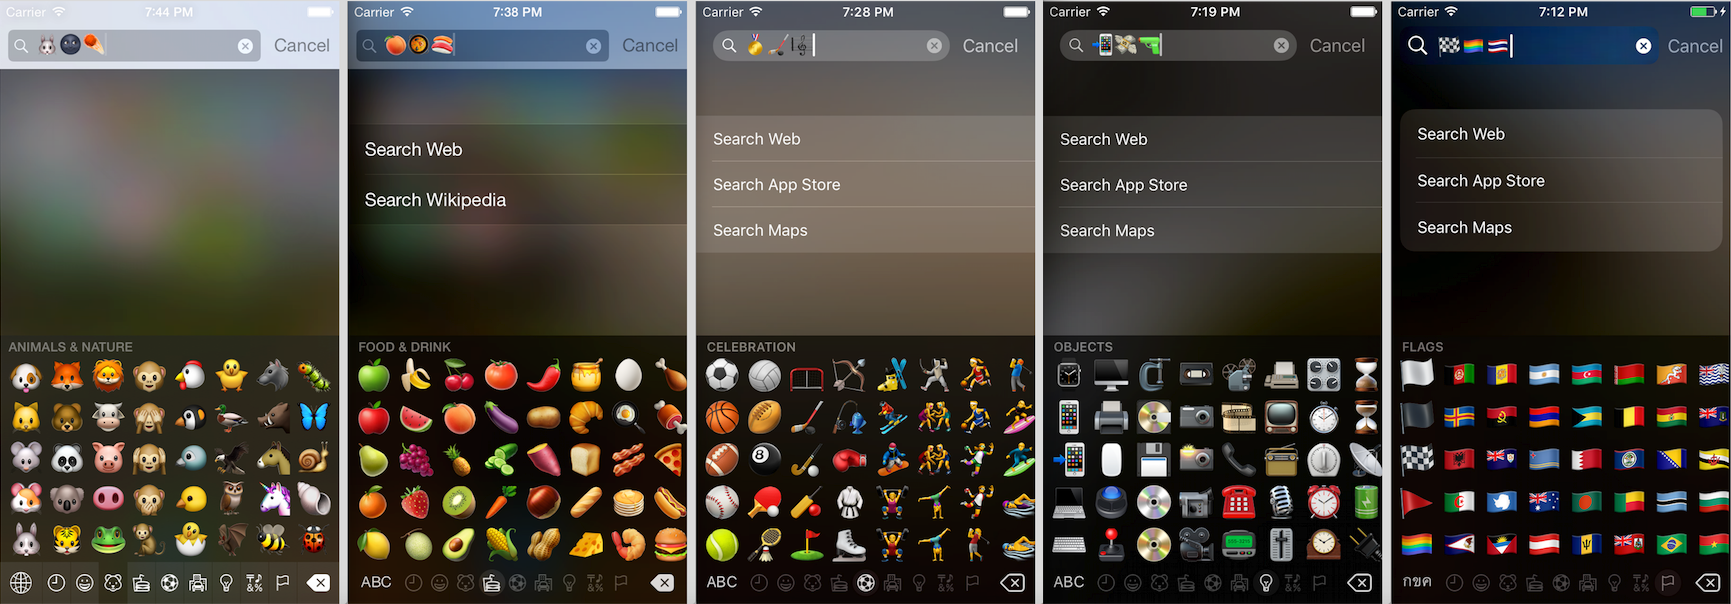 Carrier 7:44 PM
Cancel
ANIMALS & NATURE
Carrier 7:38 PM
Cancel
Search Web
Search Wikipedia
FOOD & DRINK
ABC
Carrier 7:28 PM
Cancel
Search Web
Search App Store
Search Maps
CELEBRATION
ABC
Carrier 7:19 PM
Cancel
Search Web
Search App Store
Search Maps
OBJECTS
ABC
Carrier 7:12 PM
Cancel
Search Web
Search App Store
Search Maps
FLAGS
กขค